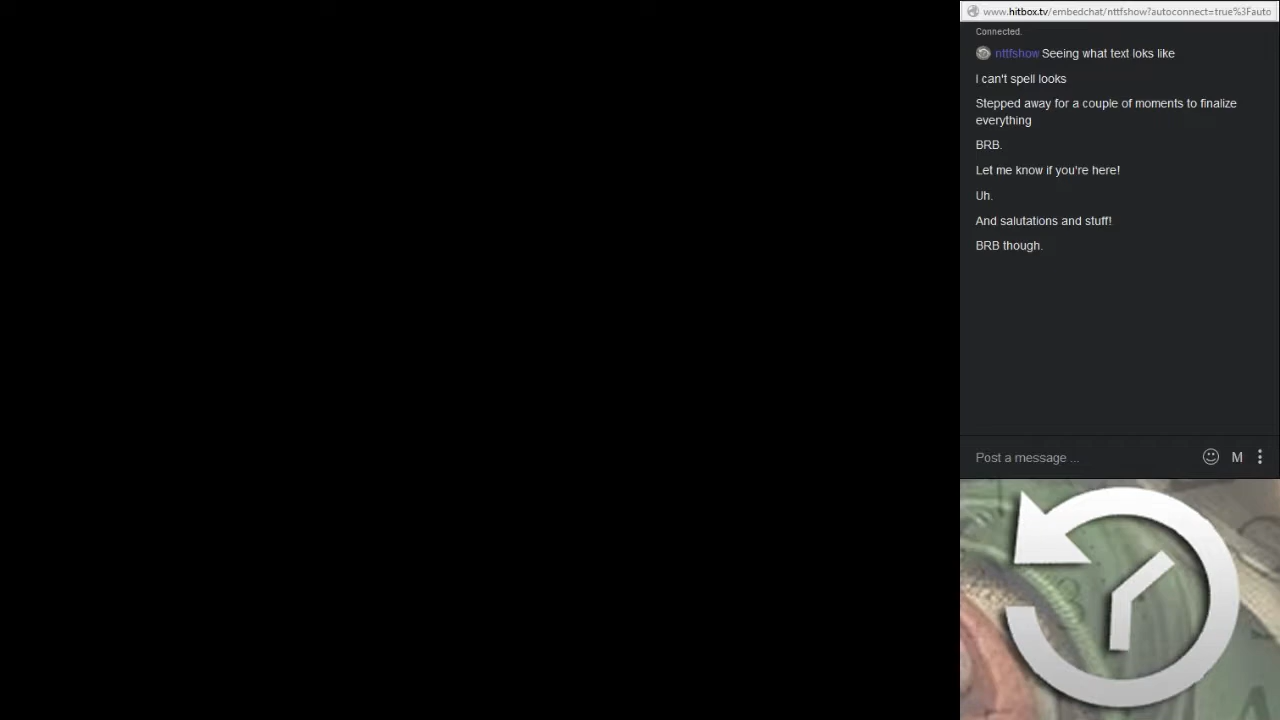 www.hitbox.tv/embedchat/nttfshow?autoconnect=true%3Fauto
Connected.
nttfshow Seeing what text loks like
I can't spell looks
Stepped away for a couple of moments to finalize
everything
BRB.
Let me know if you're here!
Uh.
And salutations and stuff!
BRB though.
Post a message ...
M